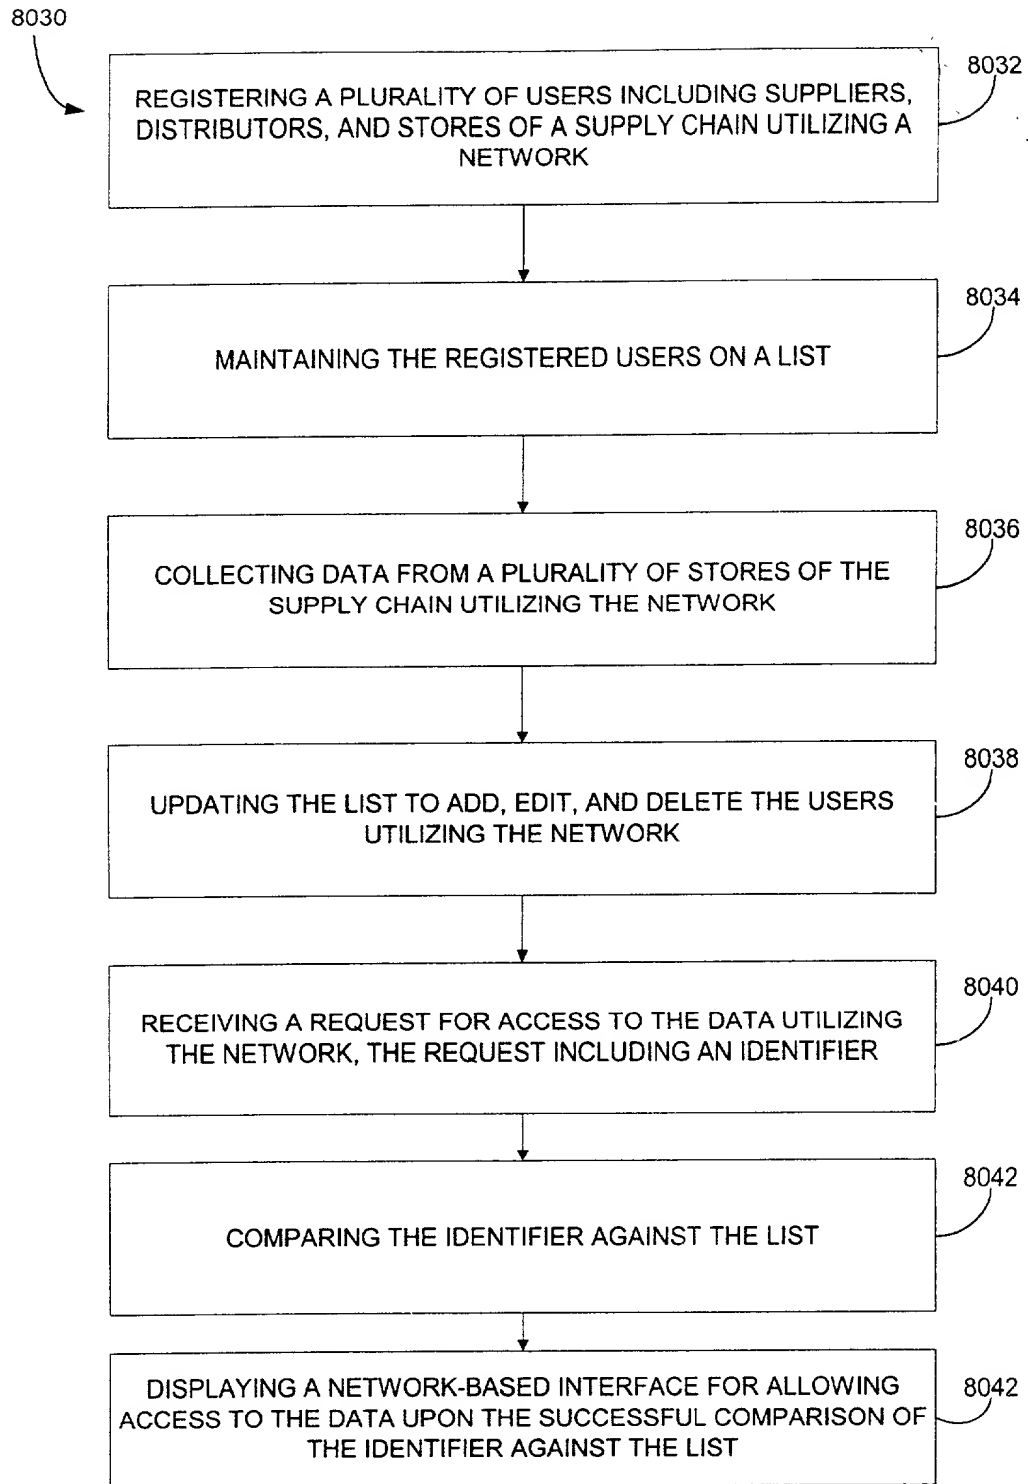 8030
8032
REGISTERING A PLURALITY OF USERS INCLUDING SUPPLIERS,
DISTRIBUTORS, AND STORES OF A SUPPLY CHAIN UTILIZING A
NETWORK
8034
MAINTAINING THE REGISTERED USERS ON A LIST
8036
COLLECTING DATA FROM A PLURALITY OF STORES OF THE
SUPPLY CHAIN UTILIZING THE NETWORK
8038
UPDATING THE LIST TO ADD, EDIT, AND DELETE THE USERS
UTILIZING THE NETWORK
8040
RECEIVING A REQUEST FOR ACCESS TO THE DATA UTILIZING
THE NETWORK, THE REQUEST INCLUDING AN IDENTIFIER
8042
COMPARING THE IDENTIFIER AGAINST THE LIST
8042
DISPLAYING A NETWORK-BASED INTERFACE FOR ALLOWING
ACCESS TO THE DATA UPON THE SUCCESSFUL COMPARISON OF
THE IDENTIFIER AGAINST THE LIST